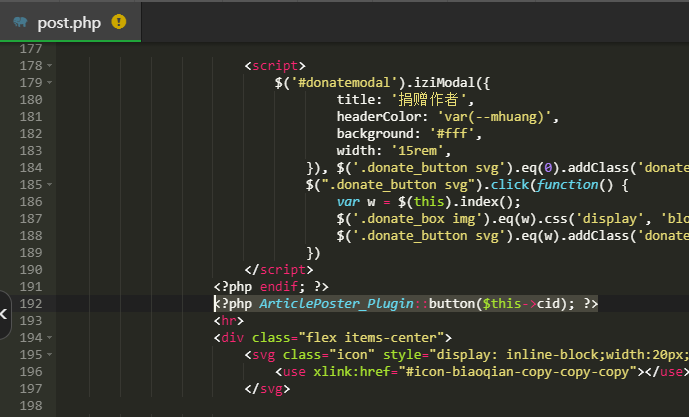 post.php
177
178 <script>
179 $('#donatemodal').iziModal({
180 title: '捐赠作者',
181 headerColor: 'var(--mhuang)',
182 background: '#fff',
183 width: '15rem',
184 }), $('.donate_button svg').eq(0).addClass('donate
185 $(".donate_button svg").click(function() {
186 var w = $(this).index();
187 $('.donate_box img').eq(w).css('display', 'blo
188 $('.donate_button svg').eq(w).addClass('donate
189 })
190 </script>
191 <?php endif; ?>
192 <?php ArticlePoster_Plugin::button($this->cid); ?>
193 <hr>
194 <div class="flex items-center">
195 <svg class="icon" style="display: inline-block;width:20px;
196 <use xlink:href="#icon-biaoqian-copy-copy-copy"></use>
197 </svg>
198